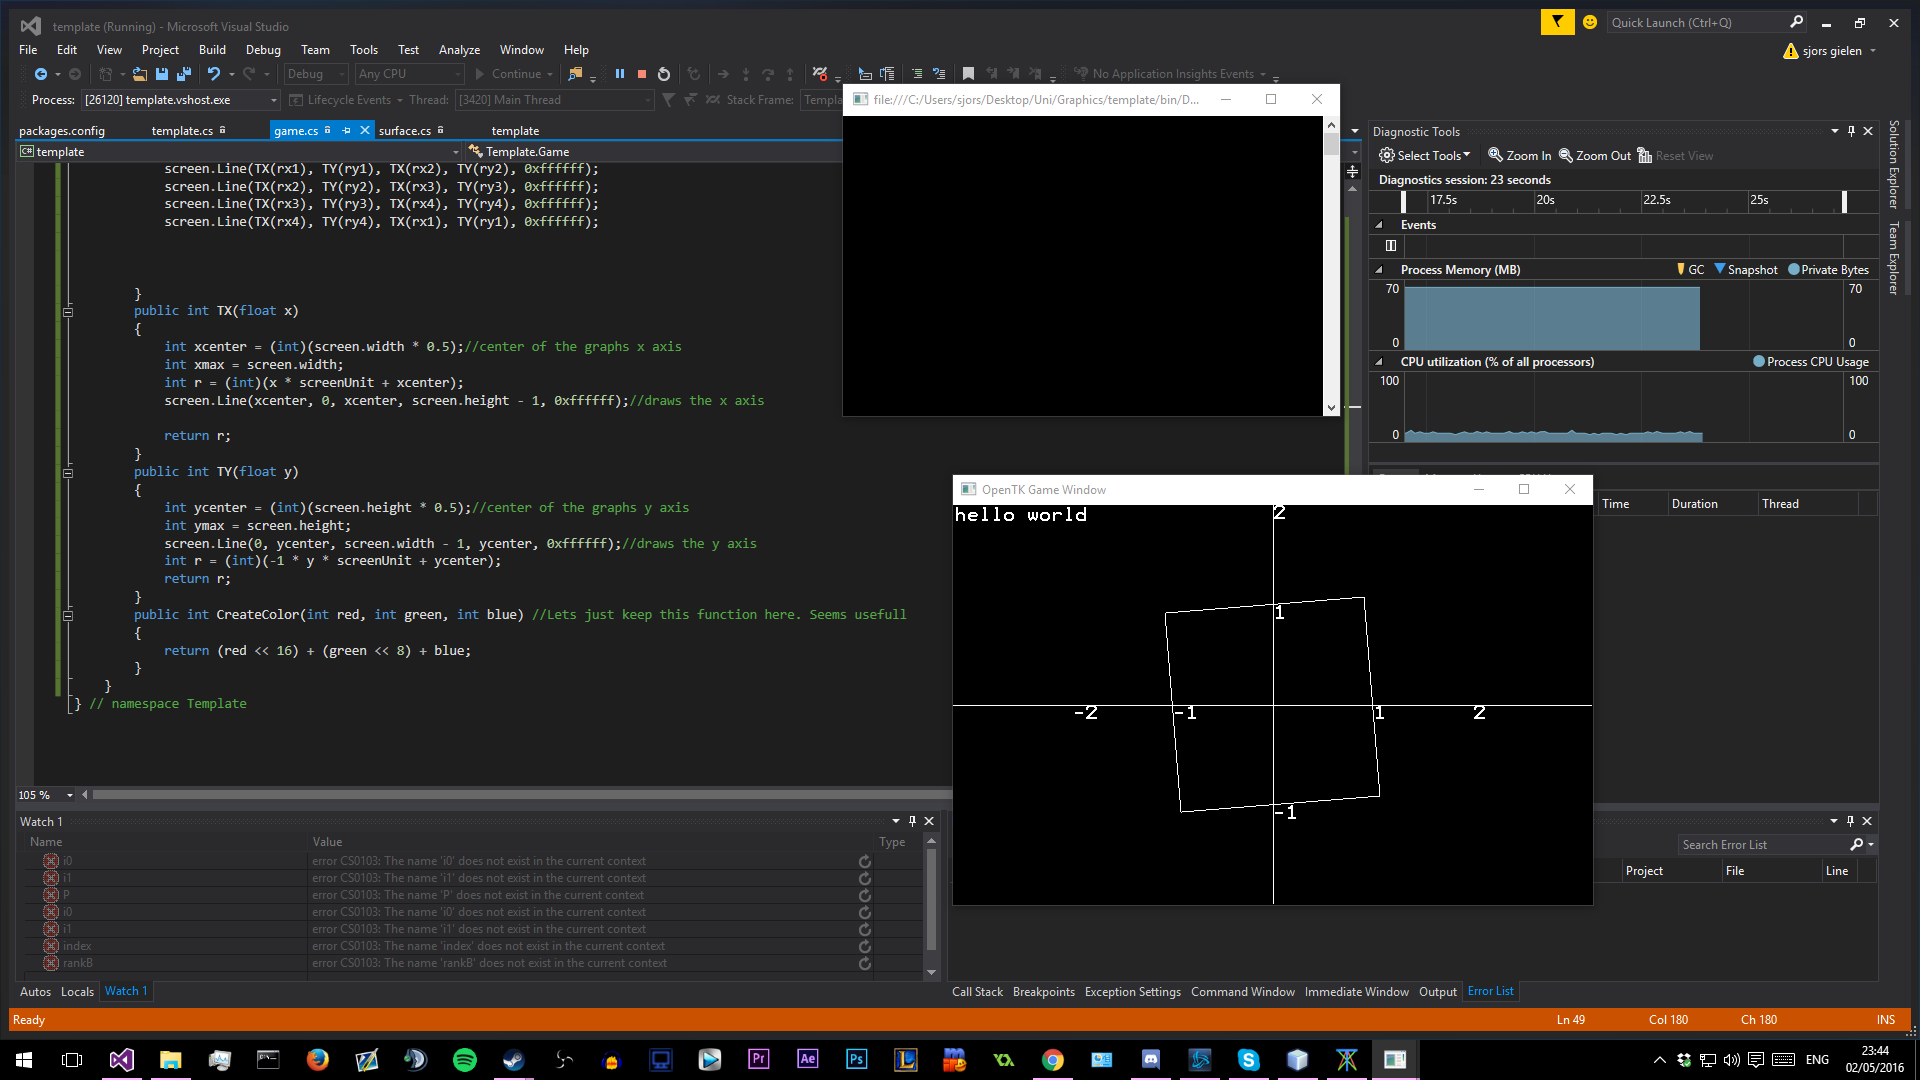 template (Running) - Microsoft Visual Studio
Quick Launch (Ctrl+Q)
File Edit View Project Build Debug Team Tools Test Analyze Window Help
sjors gielen
Debug Any CPU Continue No Application Insights Events
Process: [26120] template.vshost.exe Lifecycle Events Thread: [3420] Main Thread Stack Frame: Templa
file:///C:/Users/sjors/Desktop/Uni/Graphics/template/bin/D...
packages.config template.cs game.cs surface.cs template
template Template.Game
screen.Line(TX(rx1), TY(ry1), TX(rx2), TY(ry2), 0xffffff);
screen.Line(TX(rx2), TY(ry2), TX(rx3), TY(ry3), 0xffffff);
screen.Line(TX(rx3), TY(ry3), TX(rx4), TY(ry4), 0xffffff);
screen.Line(TX(rx4), TY(ry4), TX(rx1), TY(ry1), 0xffffff);
}
public int TX(float x)
{
int xcenter = (int)(screen.width * 0.5);//center of the graphs x axis
int xmax = screen.width;
int r = (int)(x * screenUnit + xcenter);
screen.Line(xcenter, 0, xcenter, screen.height - 1, 0xffffff);//draws the x axis
return r;
}
public int TY(float y)
{
int ycenter = (int)(screen.height * 0.5);//center of the graphs y axis
int ymax = screen.height;
screen.Line(0, ycenter, screen.width - 1, ycenter, 0xffffff);//draws the y axis
int r = (int)(-1 * y * screenUnit + ycenter);
return r;
}
public int CreateColor(int red, int green, int blue) //Lets just keep this function here. Seems usefull
{
return (red << 16) + (green << 8) + blue;
}
}
} // namespace Template
105 %
Diagnostic Tools
Select Tools Zoom In Zoom Out Reset View
Diagnostics session: 23 seconds
17.5s 20s 22.5s 25s
Events
Process Memory (MB) GC Snapshot Private Bytes
70 70
0 0
CPU utilization (% of all processors) Process CPU Usage
100 100
0 0
Time Duration Thread
Solution Explorer
Team Explorer
OpenTK Game Window
hello world
2
1
-2 -1 1 2
-1
Watch 1
Name Value Type
i0 error CS0103: The name 'i0' does not exist in the current context
i1 error CS0103: The name 'i1' does not exist in the current context
P error CS0103: The name 'P' does not exist in the current context
i0 error CS0103: The name 'i0' does not exist in the current context
i1 error CS0103: The name 'i1' does not exist in the current context
index error CS0103: The name 'index' does not exist in the current context
rankB error CS0103: The name 'rankB' does not exist in the current context
Autos Locals Watch 1
Search Error List
Project File Line
Call Stack Breakpoints Exception Settings Command Window Immediate Window Output Error List
Ready Ln 49 Col 180 Ch 180 INS
Pr Ae Ps
ENG
23:44
02/05/2016